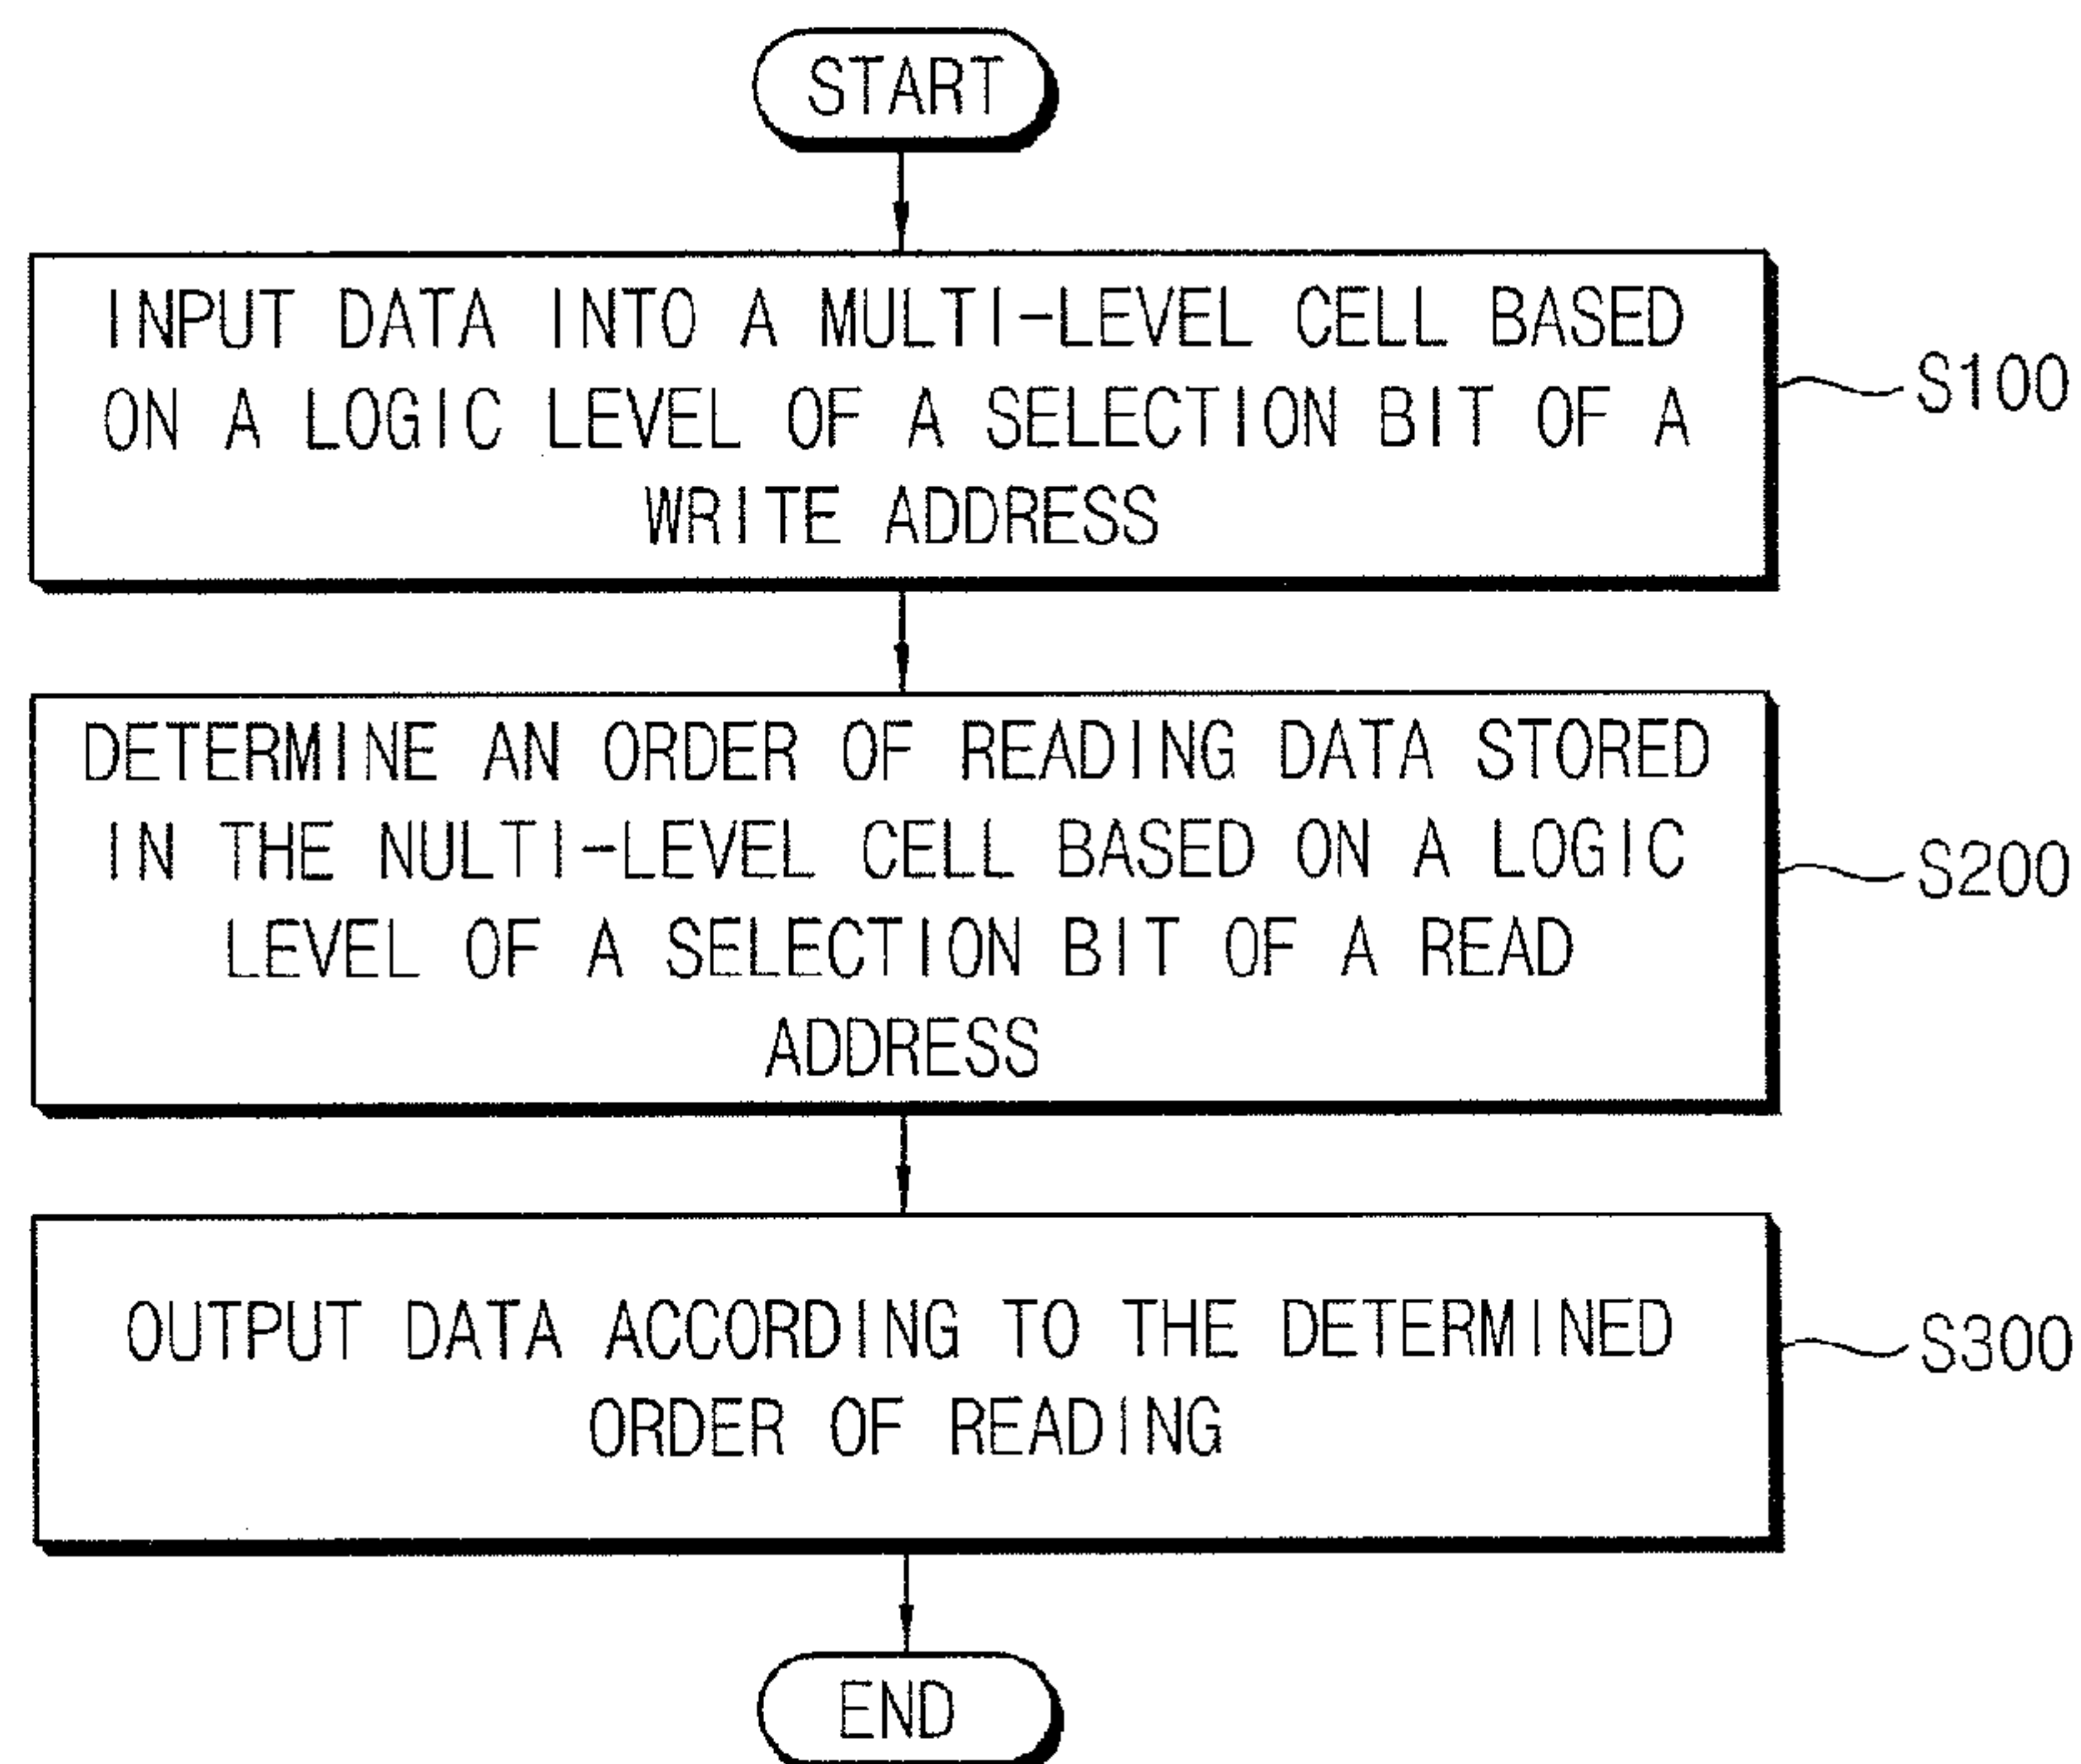 START
INPUT DATA INTO A MULTI-LEVEL CELL BASED
ON A LOGIC LEVEL OF A SELECTION BIT OF A
WRITE ADDRESS
S100
DETERMINE AN ORDER OF READING DATA STORED
IN THE NULTI-LEVEL CELL BASED ON A LOGIC
LEVEL OF A SELECTION BIT OF A READ
ADDRESS
S200
OUTPUT DATA ACCORDING TO THE DETERMINED
ORDER OF READING
S300
END